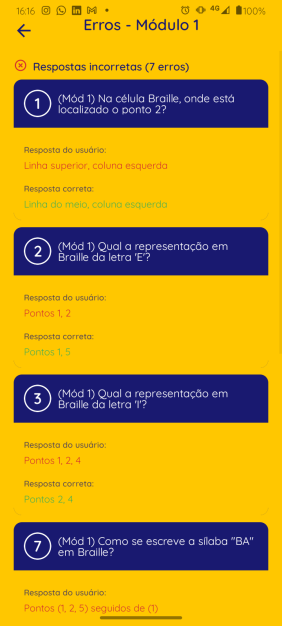 16:16 4G 100%
Erros - Módulo 1
Respostas incorretas (7 erros)
1 (Mód 1) Na célula Braille, onde está
localizado o ponto 2?
Resposta do usuário:
Linha superior, coluna esquerda
Resposta correta:
Linha do meio, coluna esquerda
2 (Mód 1) Qual a representação em
Braille da letra 'E'?
Resposta do usuário:
Pontos 1, 2
Resposta correta:
Pontos 1, 5
3 (Mód 1) Qual a representação em
Braille da letra 'I'?
Resposta do usuário:
Pontos 1, 2, 4
Resposta correta:
Pontos 2, 4
7 (Mód 1) Como se escreve a sílaba "BA"
em Braille?
Resposta do usuário:
Pontos (1, 2, 5) seguidos de (1)